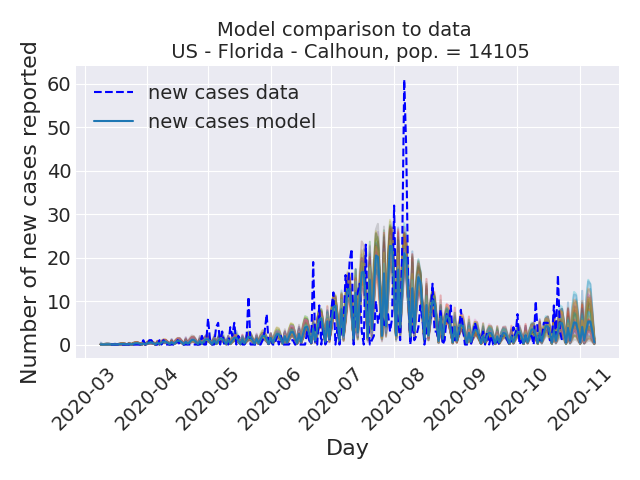 Model comparison to data
US - Florida - Calhoun, pop. = 14105
Number of new cases reported
60
50
40
30
20
10
0
new cases data
new cases model
2020-03
2020-04
2020-05
2020-06
2020-07
2020-08
2020-09
2020-10
2020-11
Day